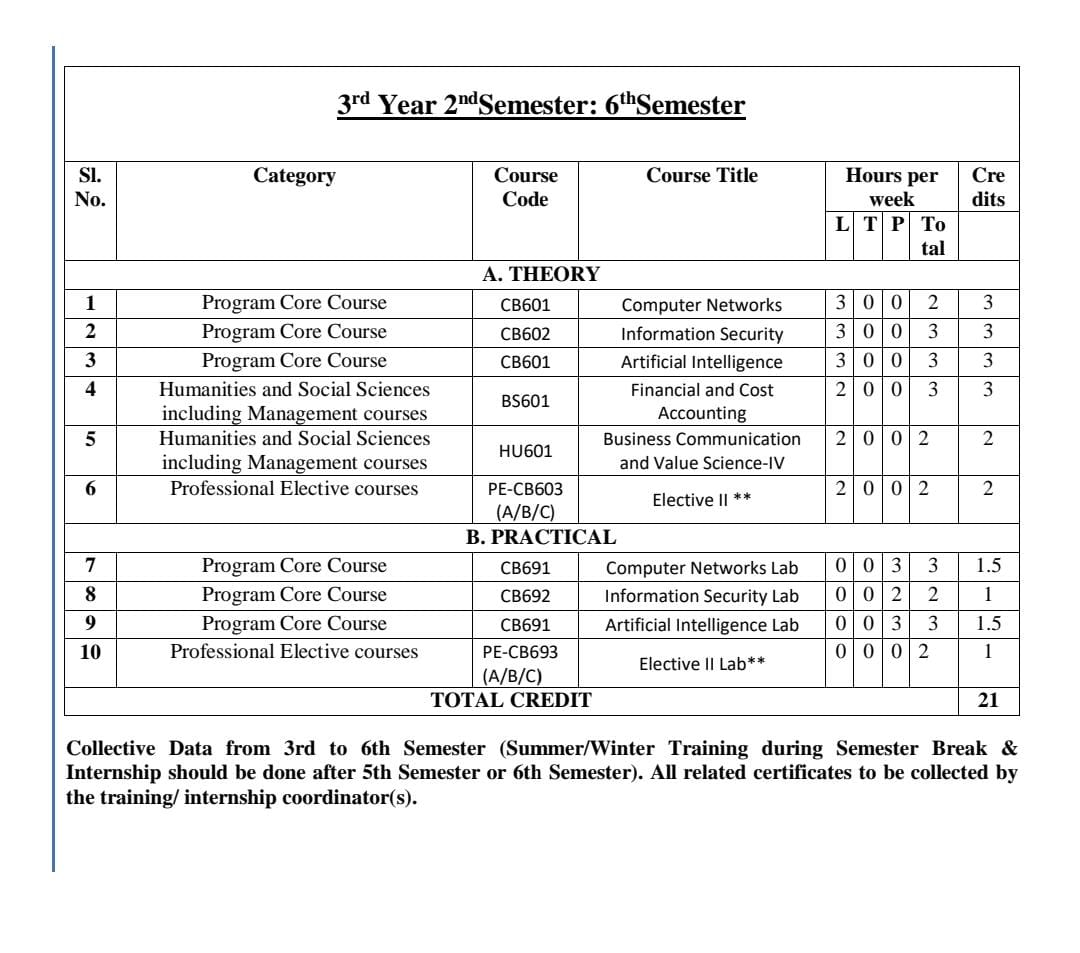 3rd Year 2ndSemester: 6thSemester
Sl. No. Category Course Code Course Title Hours per week Cre dits
L T P To tal
A. THEORY
1 Program Core Course CB601 Computer Networks 3 0 0 2 3
2 Program Core Course CB602 Information Security 3 0 0 3 3
3 Program Core Course CB601 Artificial Intelligence 3 0 0 3 3
4 Humanities and Social Sciences including Management courses BS601 Financial and Cost Accounting 2 0 0 3 3
5 Humanities and Social Sciences including Management courses HU601 Business Communication and Value Science-IV 2 0 0 2 2
6 Professional Elective courses PE-CB603 (A/B/C) Elective II ** 2 0 0 2 2
B. PRACTICAL
7 Program Core Course CB691 Computer Networks Lab 0 0 3 3 1.5
8 Program Core Course CB692 Information Security Lab 0 0 2 2 1
9 Program Core Course CB691 Artificial Intelligence Lab 0 0 3 3 1.5
10 Professional Elective courses PE-CB693 (A/B/C) Elective II Lab** 0 0 0 2 1
TOTAL CREDIT 21
Collective Data from 3rd to 6th Semester (Summer/Winter Training during Semester Break &
Internship should be done after 5th Semester or 6th Semester). All related certificates to be collected by
the training/ internship coordinator(s).